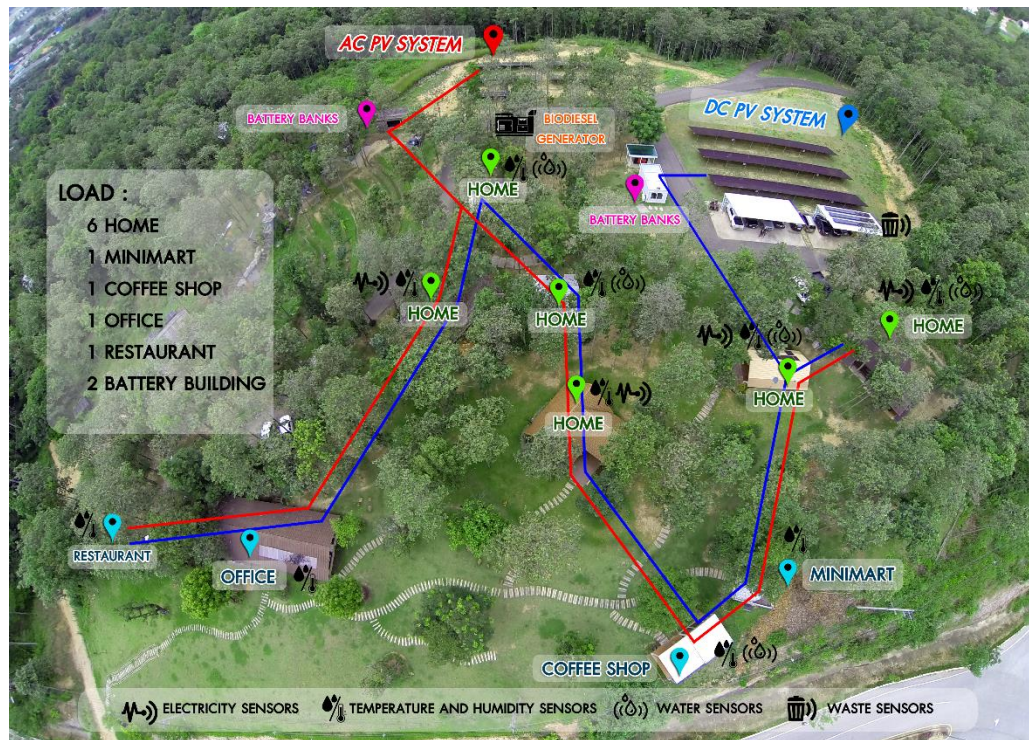 AC PV SYSTEM
BATTERY BANKS
BIODIESEL
GENERATOR
DC PV SYSTEM
HOME
BATTERY BANKS
LOAD :
6 HOME
1 MINIMART
1 COFFEE SHOP
1 OFFICE
1 RESTAURANT
2 BATTERY BUILDING
HOME
HOME
HOME
HOME
HOME
RESTAURANT
OFFICE
MINIMART
COFFEE SHOP
ELECTRICITY SENSORS
TEMPERATURE AND HUMIDITY SENSORS
WATER SENSORS
WASTE SENSORS